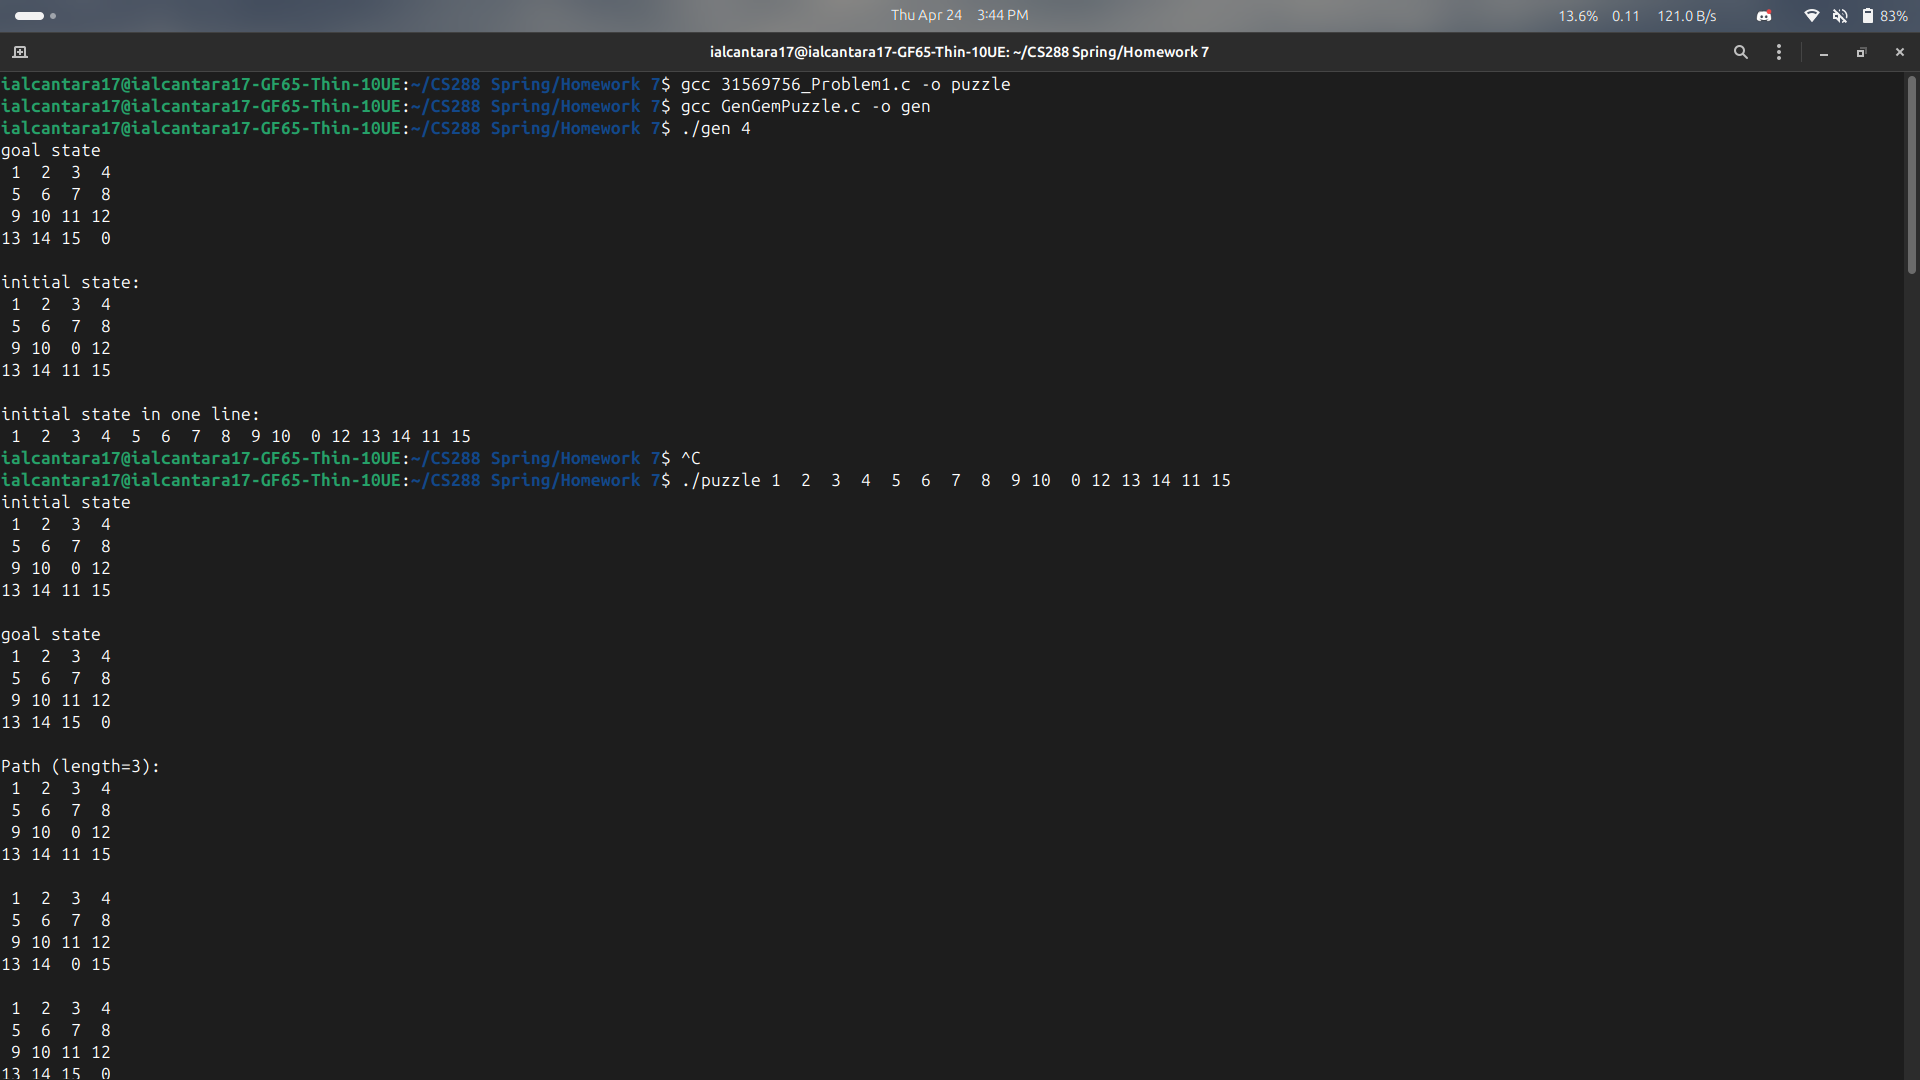 Thu Apr 24 3:44 PM 13.6% 0.11 121.0 B/s 83%
ialcantara17@ialcantara17-GF65-Thin-10UE: ~/CS288 Spring/Homework 7
ialcantara17@ialcantara17-GF65-Thin-10UE:~/CS288 Spring/Homework 7$ gcc 31569756_Problem1.c -o puzzle
ialcantara17@ialcantara17-GF65-Thin-10UE:~/CS288 Spring/Homework 7$ gcc GenGemPuzzle.c -o gen
ialcantara17@ialcantara17-GF65-Thin-10UE:~/CS288 Spring/Homework 7$ ./gen 4
goal state
 1  2  3  4
 5  6  7  8
 9 10 11 12
13 14 15  0

initial state:
 1  2  3  4
 5  6  7  8
 9 10  0 12
13 14 11 15

initial state in one line:
 1  2  3  4  5  6  7  8  9 10  0 12 13 14 11 15
ialcantara17@ialcantara17-GF65-Thin-10UE:~/CS288 Spring/Homework 7$ ^C
ialcantara17@ialcantara17-GF65-Thin-10UE:~/CS288 Spring/Homework 7$ ./puzzle 1  2  3  4  5  6  7  8  9 10  0 12 13 14 11 15
initial state
 1  2  3  4
 5  6  7  8
 9 10  0 12
13 14 11 15

goal state
 1  2  3  4
 5  6  7  8
 9 10 11 12
13 14 15  0

Path (length=3):
 1  2  3  4
 5  6  7  8
 9 10  0 12
13 14 11 15

 1  2  3  4
 5  6  7  8
 9 10 11 12
13 14  0 15

 1  2  3  4
 5  6  7  8
 9 10 11 12
13 14 15  0